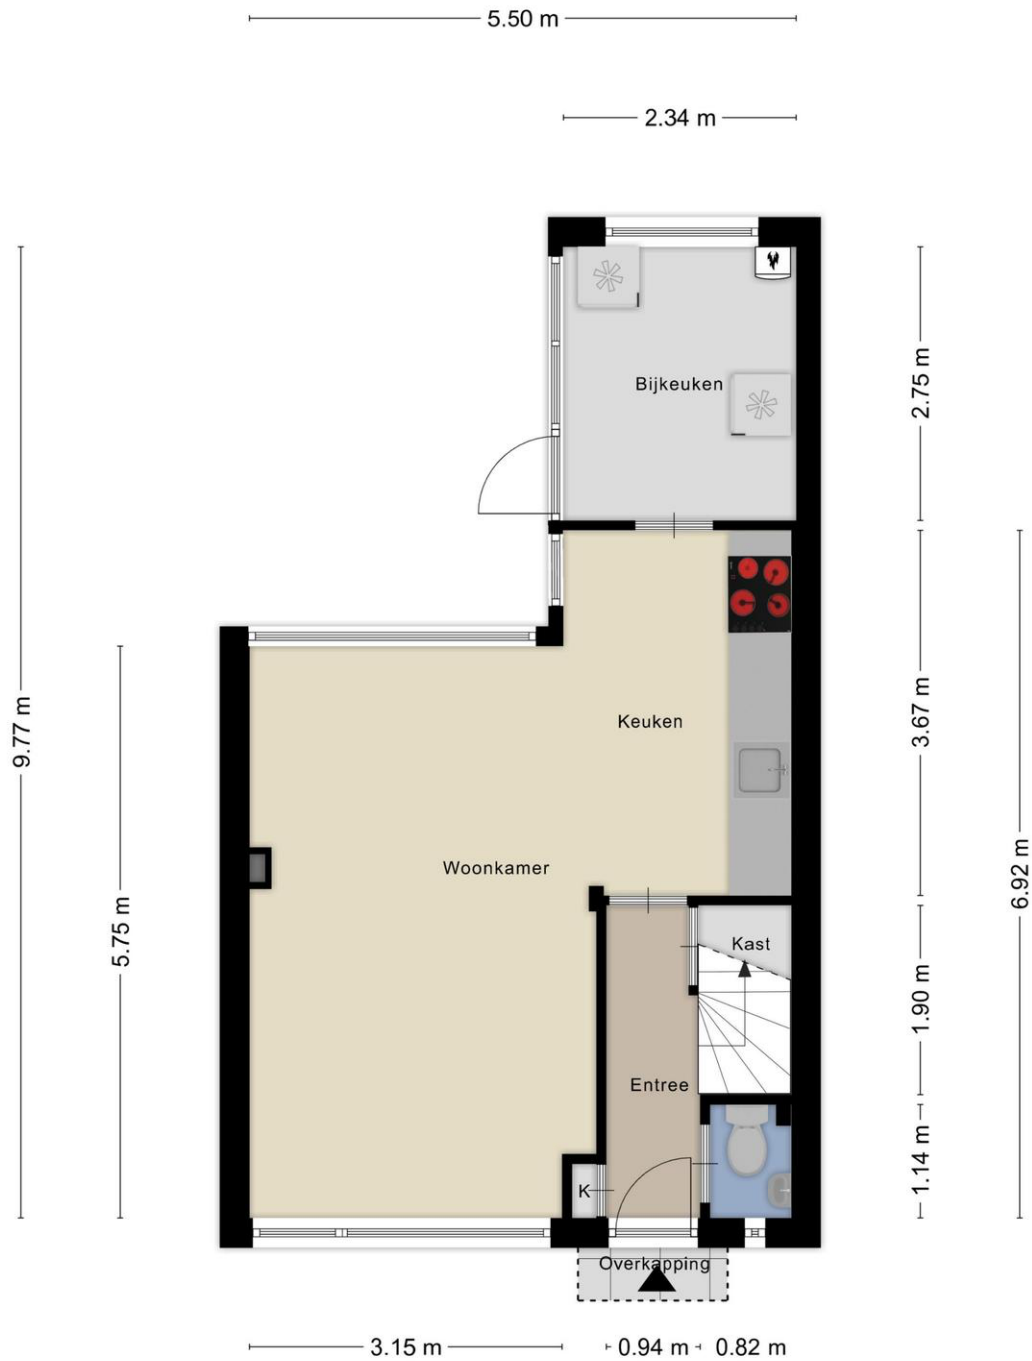 5.50 m
2.34 m
Bijkeuken
2.75 m
9.77 m
Keuken
3.67 m
Woonkamer
6.92 m
5.75 m
Kast
1.90 m
Entree
1.14 m
K
Overkapping
3.15 m
0.94 m
0.82 m